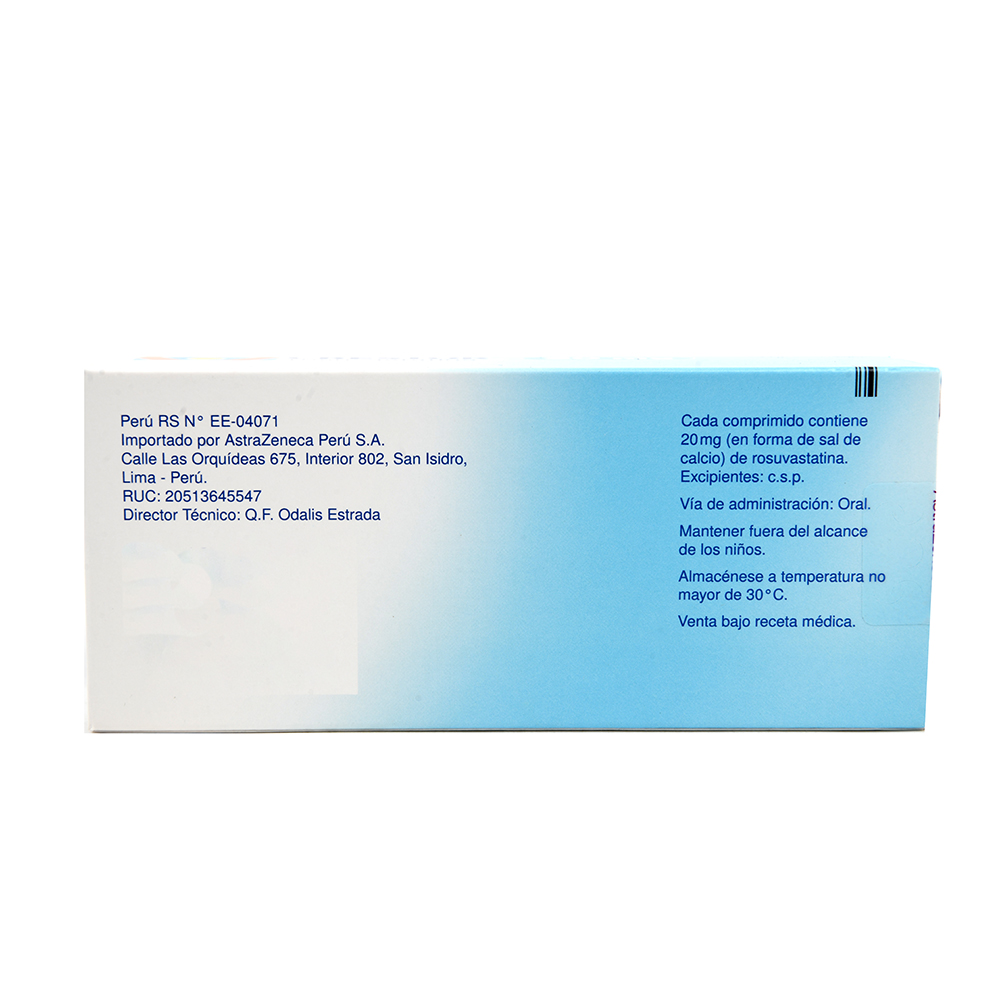 Perú RS N° EE-04071
Importado por AstraZeneca Perú S.A.
Calle Las Orquídeas 675, Interior 802, San Isidro,
Lima - Perú.
RUC: 20513645547
Director Técnico: Q.F. Odalis Estrada
Cada comprimido contiene
20 mg (en forma de sal de
calcio) de rosuvastatina.
Excipientes: c.s.p.
Vía de administración: Oral.
Mantener fuera del alcance
de los niños.
Almacénese a temperatura no
mayor de 30°C.
Venta bajo receta médica.